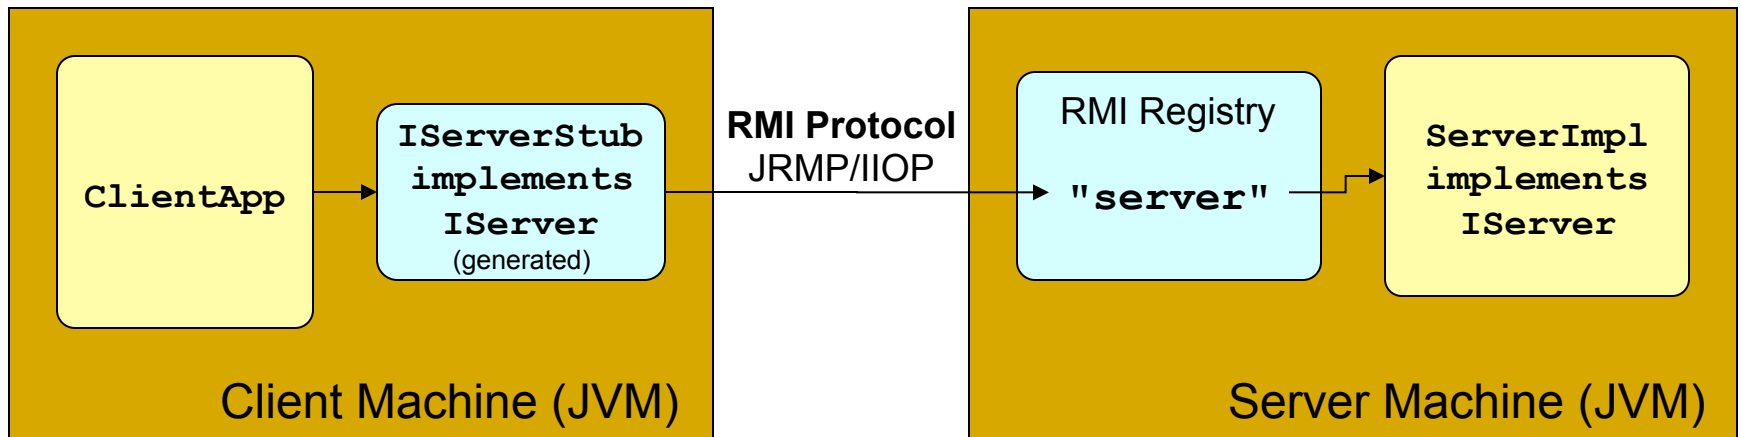 ClientApp
IServerStub
implements
IServer
(generated)
RMI Protocol
JRMP/IIOP
RMI Registry
"server"
ServerImpl
implements
IServer
Client Machine (JVM)
Server Machine (JVM)